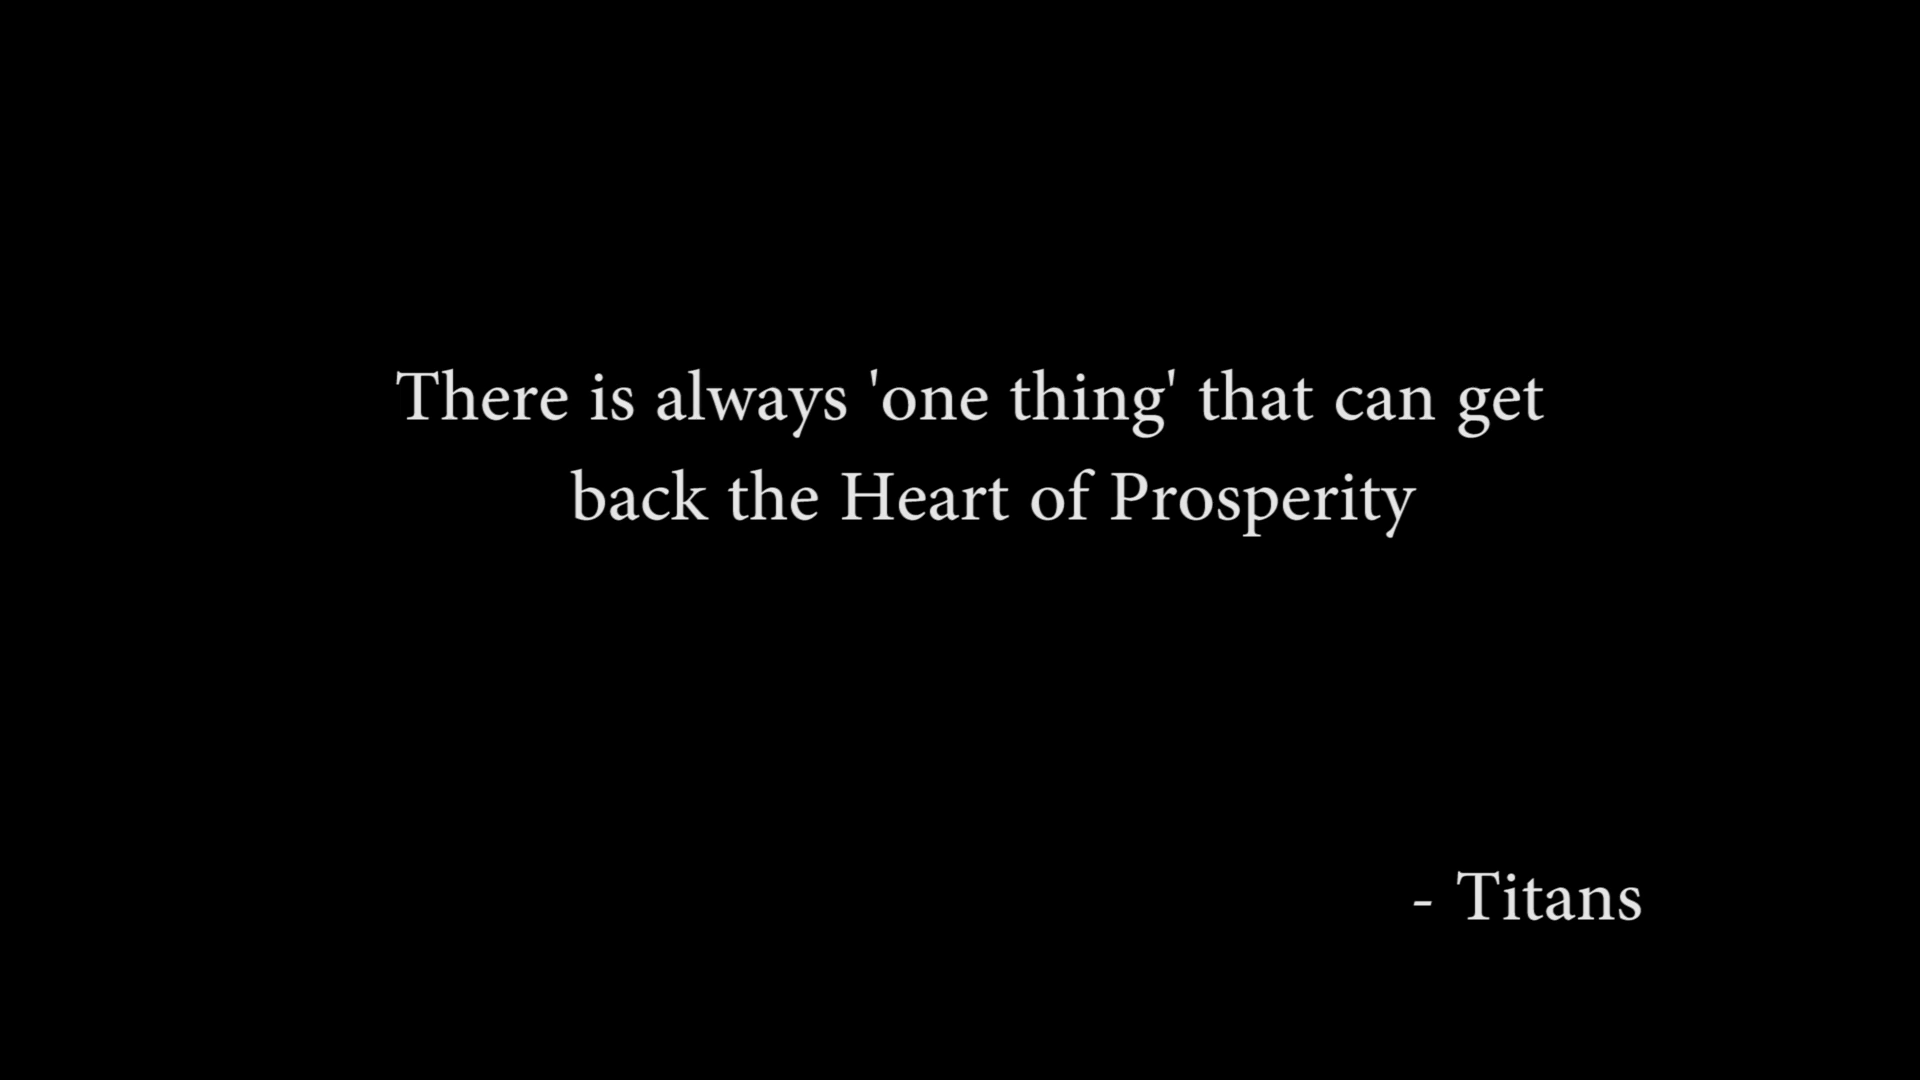 There is always 'one thing' that can get
back the Heart of Prosperity
- Titans